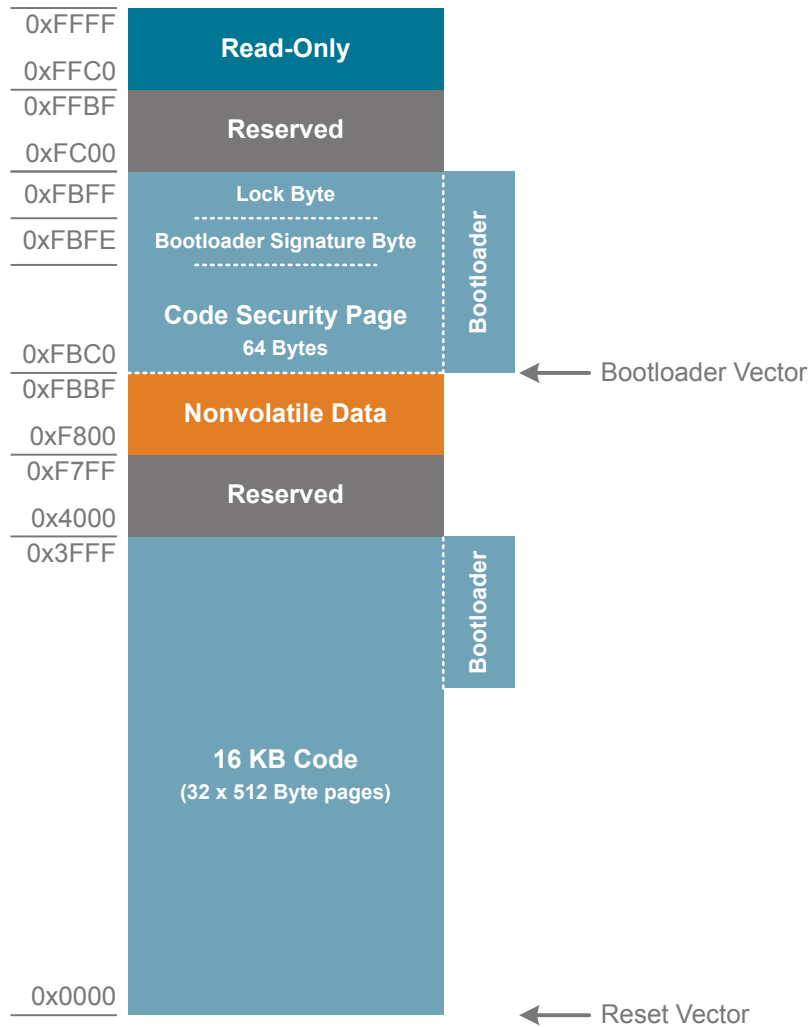 0xFFFF
Read-Only
0xFFC0
0xFFBF
Reserved
0xFC00
0xFBFF
Lock Byte
0xFBFE
Bootloader Signature Byte
Bootloader
Code Security Page
64 Bytes
0xFBC0
Bootloader Vector
0xFBBF
Nonvolatile Data
0xF800
0xF7FF
Reserved
0x4000
0x3FFF
Bootloader
16 KB Code
(32 x 512 Byte pages)
0x0000
Reset Vector